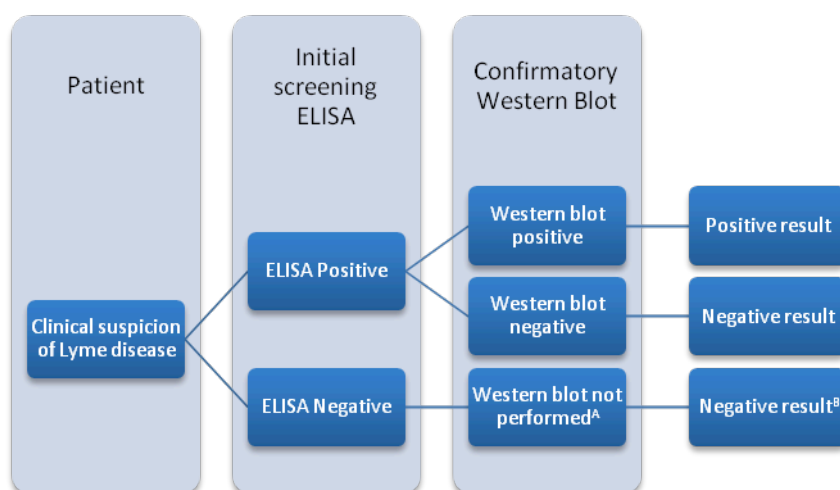 Patient
Initial
screening
ELISA
Confirmatory
Western Blot
Clinical suspicion
of Lyme disease
ELISA Positive
ELISA Negative
Western blot
positive
Western blot
negative
Western blot not
performedᴬ
Positive result
Negative result
Negative resultᴮ